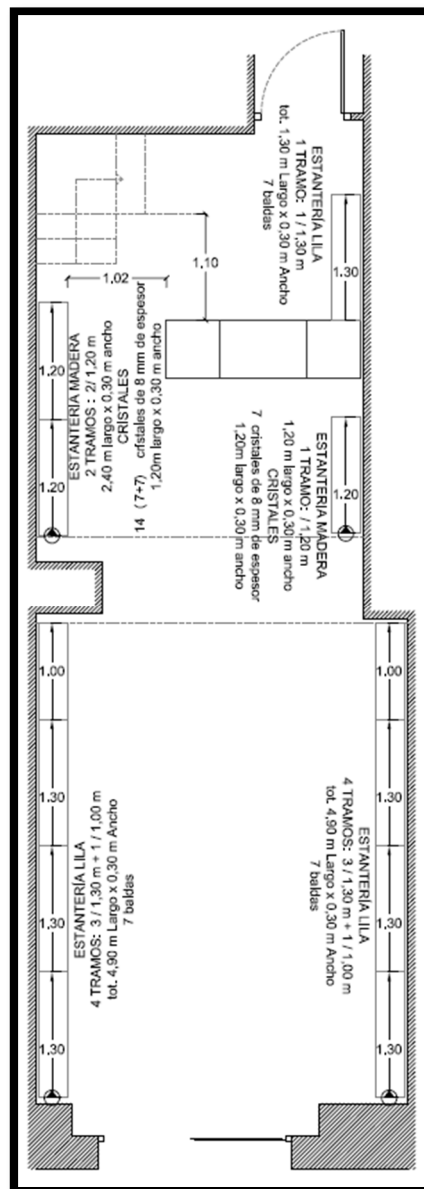 ESTANTERÍA LILA
1 TRAMO: 1 / 1,30 m
tot. 1,30 m Largo x 0,30 m Ancho
7 baldas
1.30
1,10
1,02
1.20
1.20
ESTANTERÍA MADERA
2 TRAMOS : 2/ 1,20 m
2,40 m largo x 0,30 m ancho
CRISTALES
14 (7+7) cristales de 8 mm de espesor
1,20m largo x 0,30 m ancho
ESTANTERÍA MADERA
1 TRAMO: / 1,20 m
1,20 m largo x 0,30 m ancho
CRISTALES
7 cristales de 8 mm de espesor
1,20m largo x 0,30 m ancho
1.20
1.00
1.30
1.30
1.30
ESTANTERÍA LILA
4 TRAMOS: 3 / 1,30 m + 1 / 1,00 m
tot. 4,90 m Largo x 0,30 m Ancho
7 baldas
ESTANTERÍA LILA
4 TRAMOS: 3 / 1,30 m + 1 / 1,00 m
tot. 4,90 m Largo x 0,30 m Ancho
7 baldas
1.00
1.30
1.30
1.30